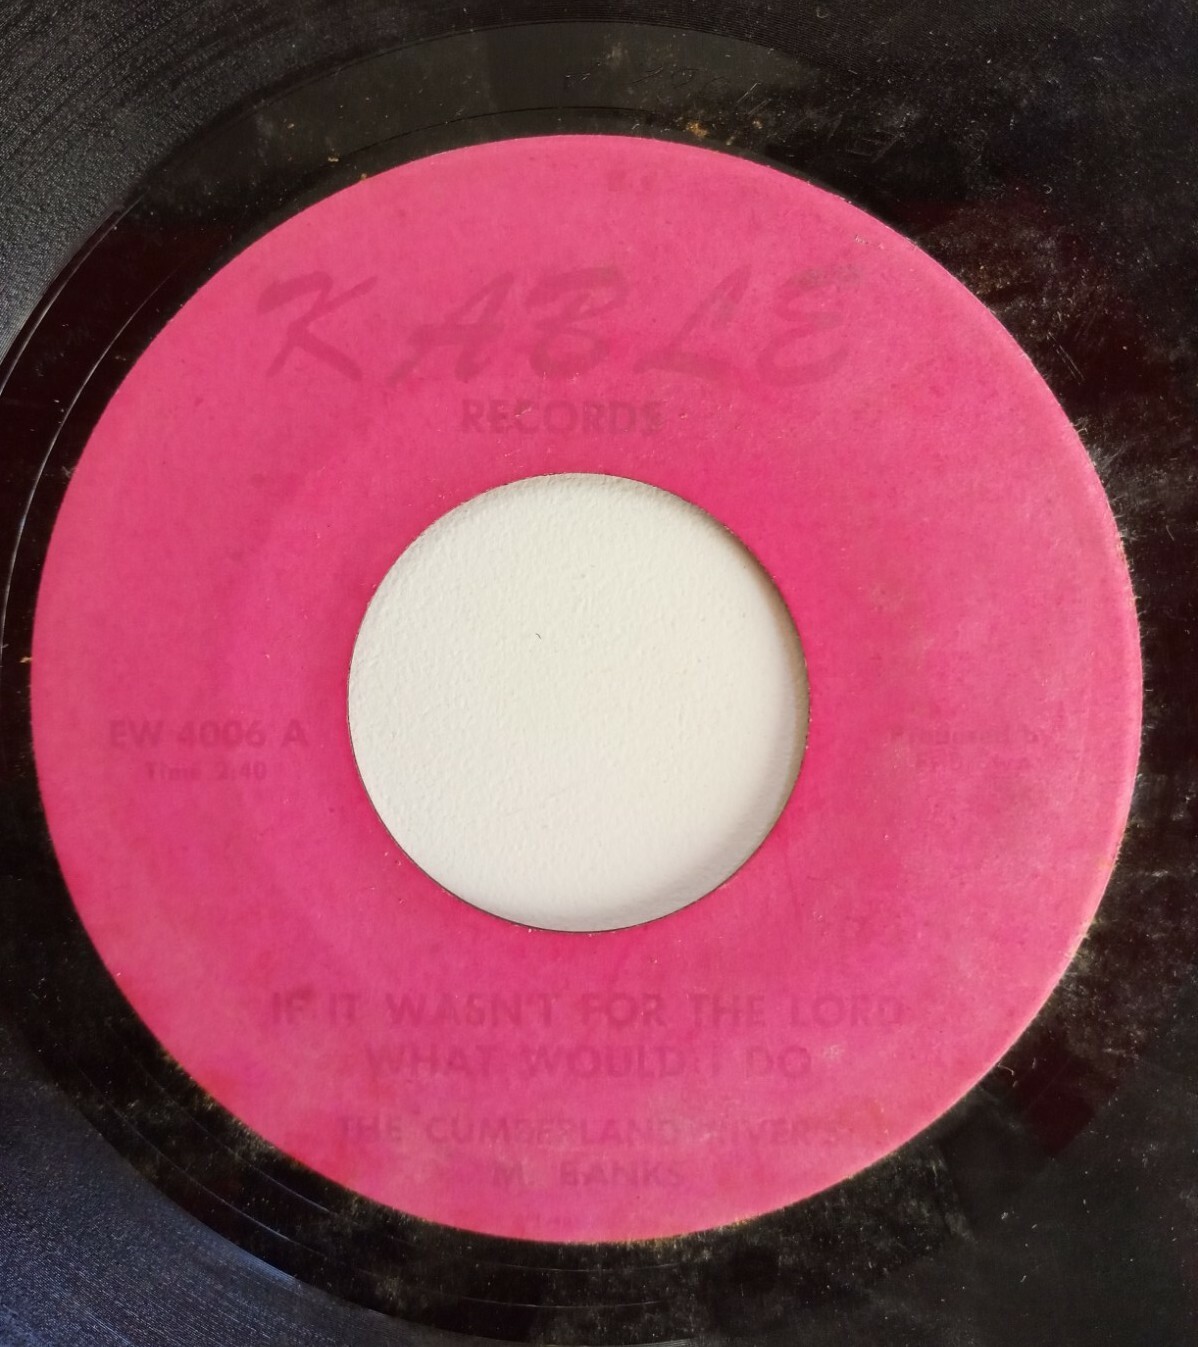 KABLE
RECORDS
EW 4006 A
Time 2:40
Produced by
IF IT WASN'T FOR THE LORD
WHAT WOULD I DO
THE CUMBERLAND RIVERS
M. BANKS